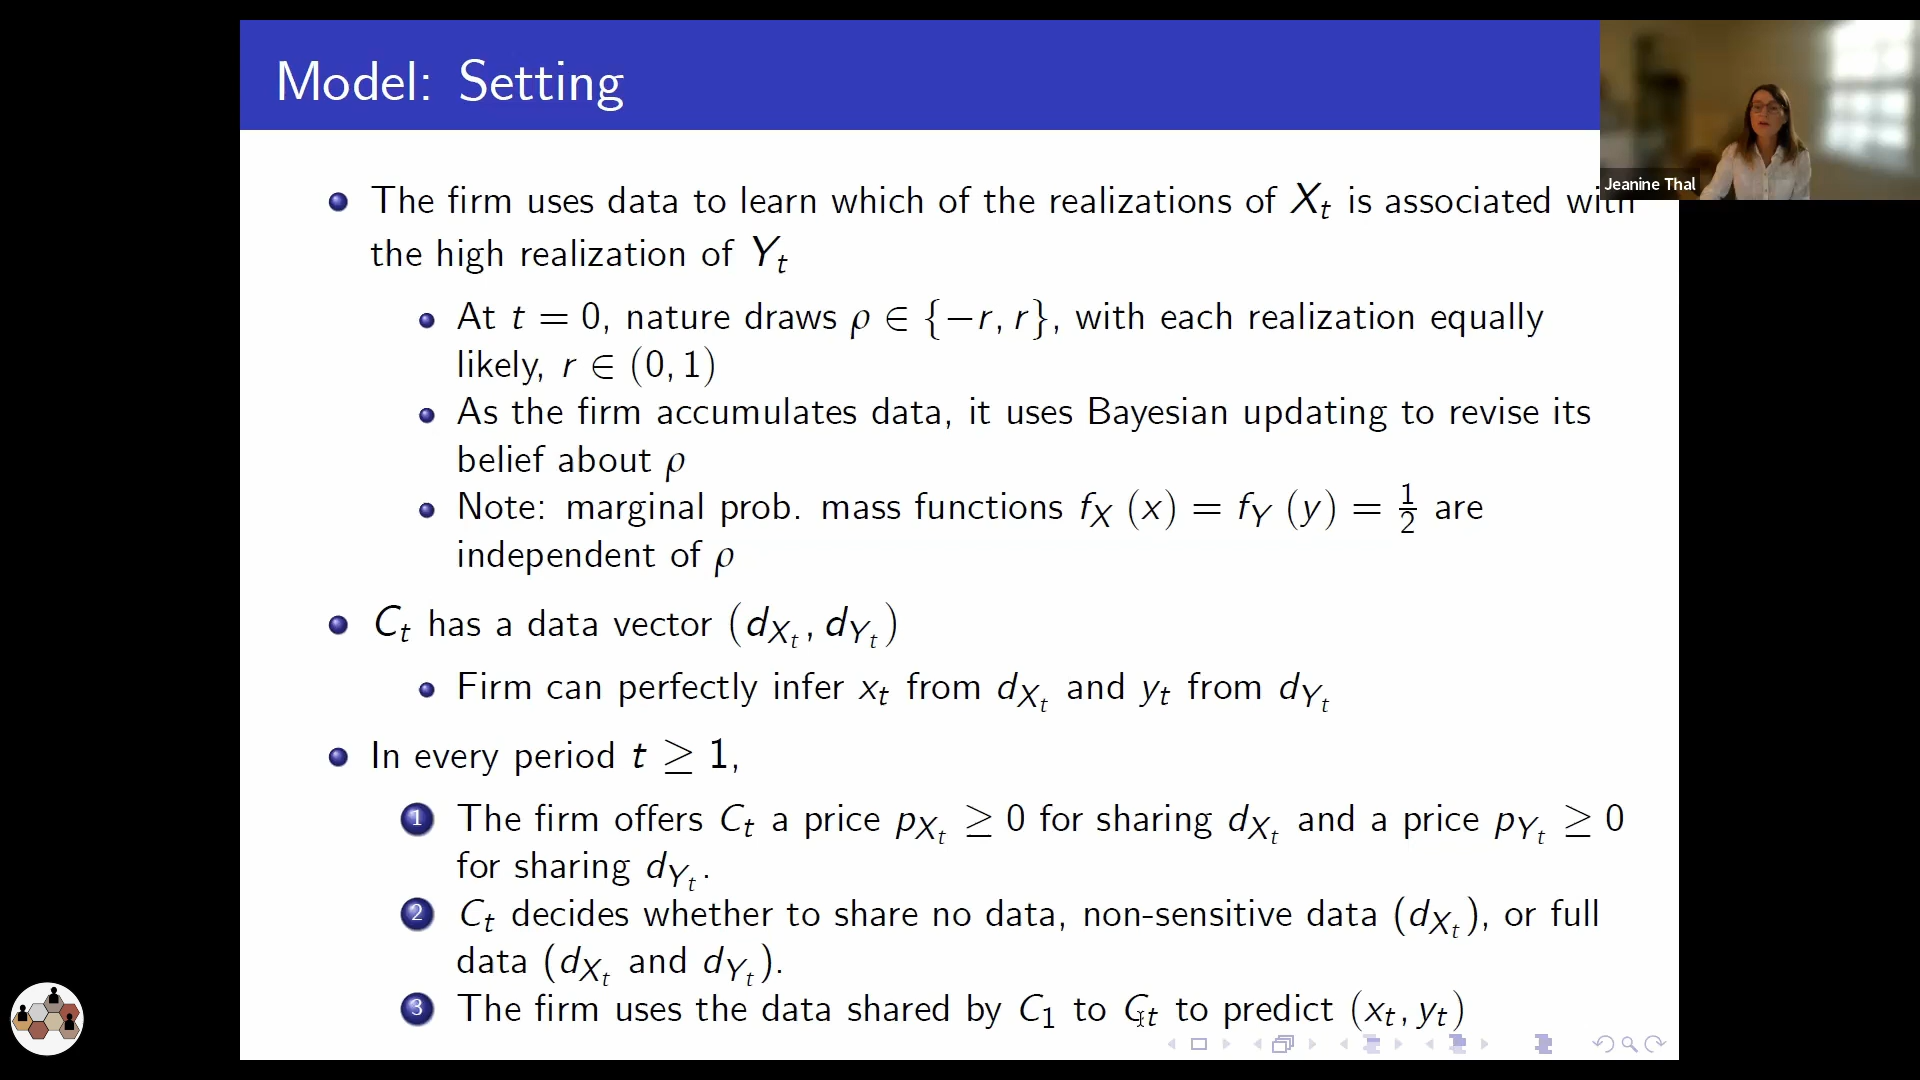 Model: Setting
Jeanine Thal
The firm uses data to learn which of the realizations of X_t is associated with
the high realization of Y_t
At t = 0, nature draws ρ ∈ {−r, r}, with each realization equally
likely, r ∈ (0, 1)
As the firm accumulates data, it uses Bayesian updating to revise its
belief about ρ
Note: marginal prob. mass functions f_X (x) = f_Y (y) = 1/2 are
independent of ρ
C_t has a data vector (d_{X_t}, d_{Y_t})
Firm can perfectly infer x_t from d_{X_t} and y_t from d_{Y_t}
In every period t ≥ 1,
1 The firm offers C_t a price p_{X_t} ≥ 0 for sharing d_{X_t} and a price p_{Y_t} ≥ 0
for sharing d_{Y_t}.
2 C_t decides whether to share no data, non-sensitive data (d_{X_t}), or full
data (d_{X_t} and d_{Y_t}).
3 The firm uses the data shared by C_1 to C_t to predict (x_t, y_t)